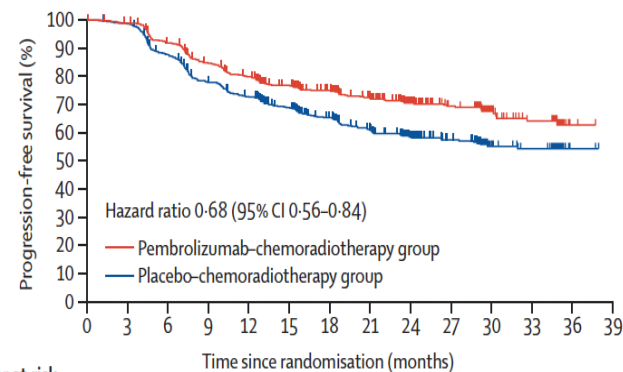 100
90
80
70
60
50
40
30
20
10
0
Progression-free survival (%)
Hazard ratio 0·68 (95% CI 0·56–0·84)
Pembrolizumab–chemoradiotherapy group
Placebo–chemoradiotherapy group
0 3 6 9 12 15 18 21 24 27 30 33 36 39
Time since randomisation (months)